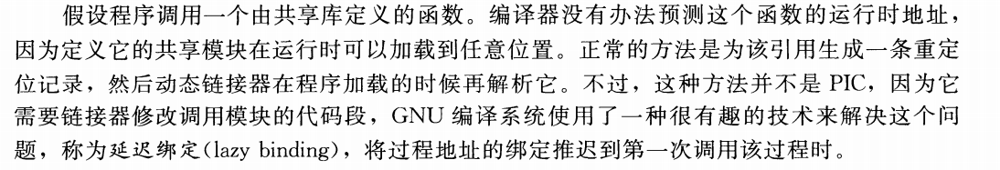 假设程序调用一个由共享库定义的函数。编译器没有办法预测这个函数的运行时地址，
因为定义它的共享模块在运行时可以加载到任意位置。正常的方法是为该引用生成一条重定
位记录，然后动态链接器在程序加载的时候再解析它。不过，这种方法并不是 PIC，因为它
需要链接器修改调用模块的代码段，GNU 编译系统使用了一种很有趣的技术来解决这个问
题，称为延迟绑定(lazy binding)，将过程地址的绑定推迟到第一次调用该过程时。